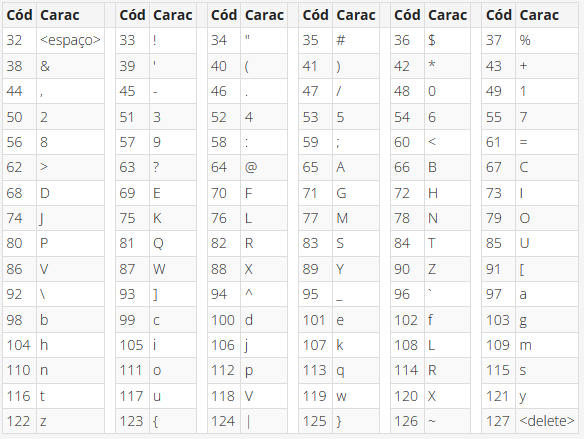 Cód Carac Cód Carac Cód Carac Cód Carac Cód Carac Cód Carac
32 <espaço> 33 ! 34 " 35 # 36 $ 37 %
38 & 39 ' 40 ( 41 ) 42 * 43 +
44 , 45 - 46 . 47 / 48 0 49 1
50 2 51 3 52 4 53 5 54 6 55 7
56 8 57 9 58 : 59 ; 60 < 61 =
62 > 63 ? 64 @ 65 A 66 B 67 C
68 D 69 E 70 F 71 G 72 H 73 I
74 J 75 K 76 L 77 M 78 N 79 O
80 P 81 Q 82 R 83 S 84 T 85 U
86 V 87 W 88 X 89 Y 90 Z 91 [
92 \ 93 ] 94 ^ 95 _ 96 ` 97 a
98 b 99 c 100 d 101 e 102 f 103 g
104 h 105 i 106 j 107 k 108 L 109 m
110 n 111 o 112 p 113 q 114 R 115 s
116 t 117 u 118 V 119 w 120 X 121 y
122 z 123 { 124 | 125 } 126 ~ 127 <delete>